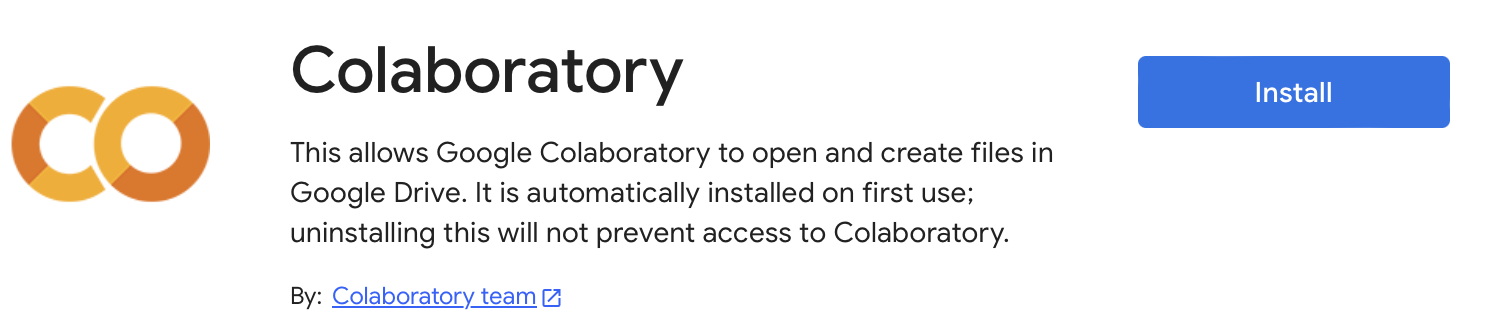 Colaboratory
Install
This allows Google Colaboratory to open and create files in
Google Drive. It is automatically installed on first use;
uninstalling this will not prevent access to Colaboratory.
By: Colaboratory team